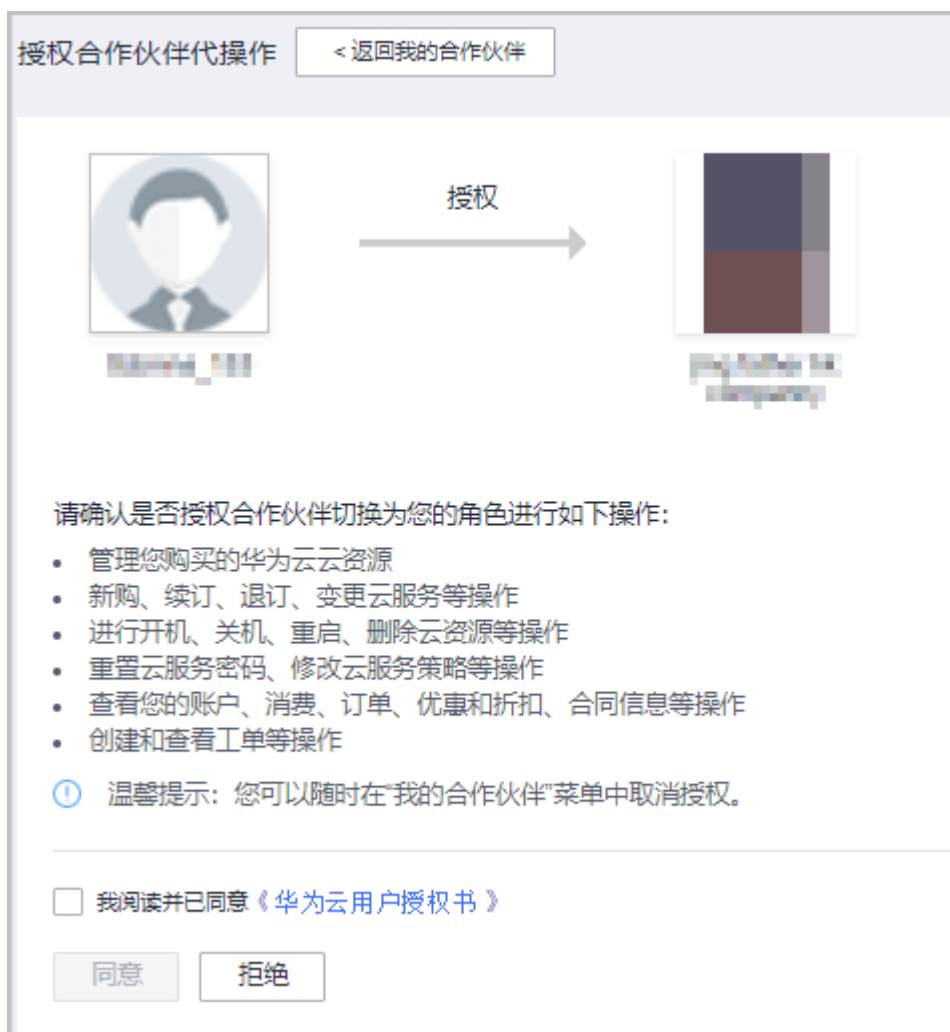 授权合作伙伴代操作
<返回我的合作伙伴
授权
请确认是否授权合作伙伴切换为您的角色进行如下操作：
管理您购买的华为云云资源
新购、续订、退订、变更云服务等操作
进行开机、关机、重启、删除云资源等操作
重置云服务密码、修改云服务策略等操作
查看您的账户、消费、订单、优惠和折扣、合同信息等操作
创建和查看工单等操作
温馨提示：您可以随时在“我的合作伙伴”菜单中取消授权。
我阅读并已同意《华为云用户授权书》
同意
拒绝